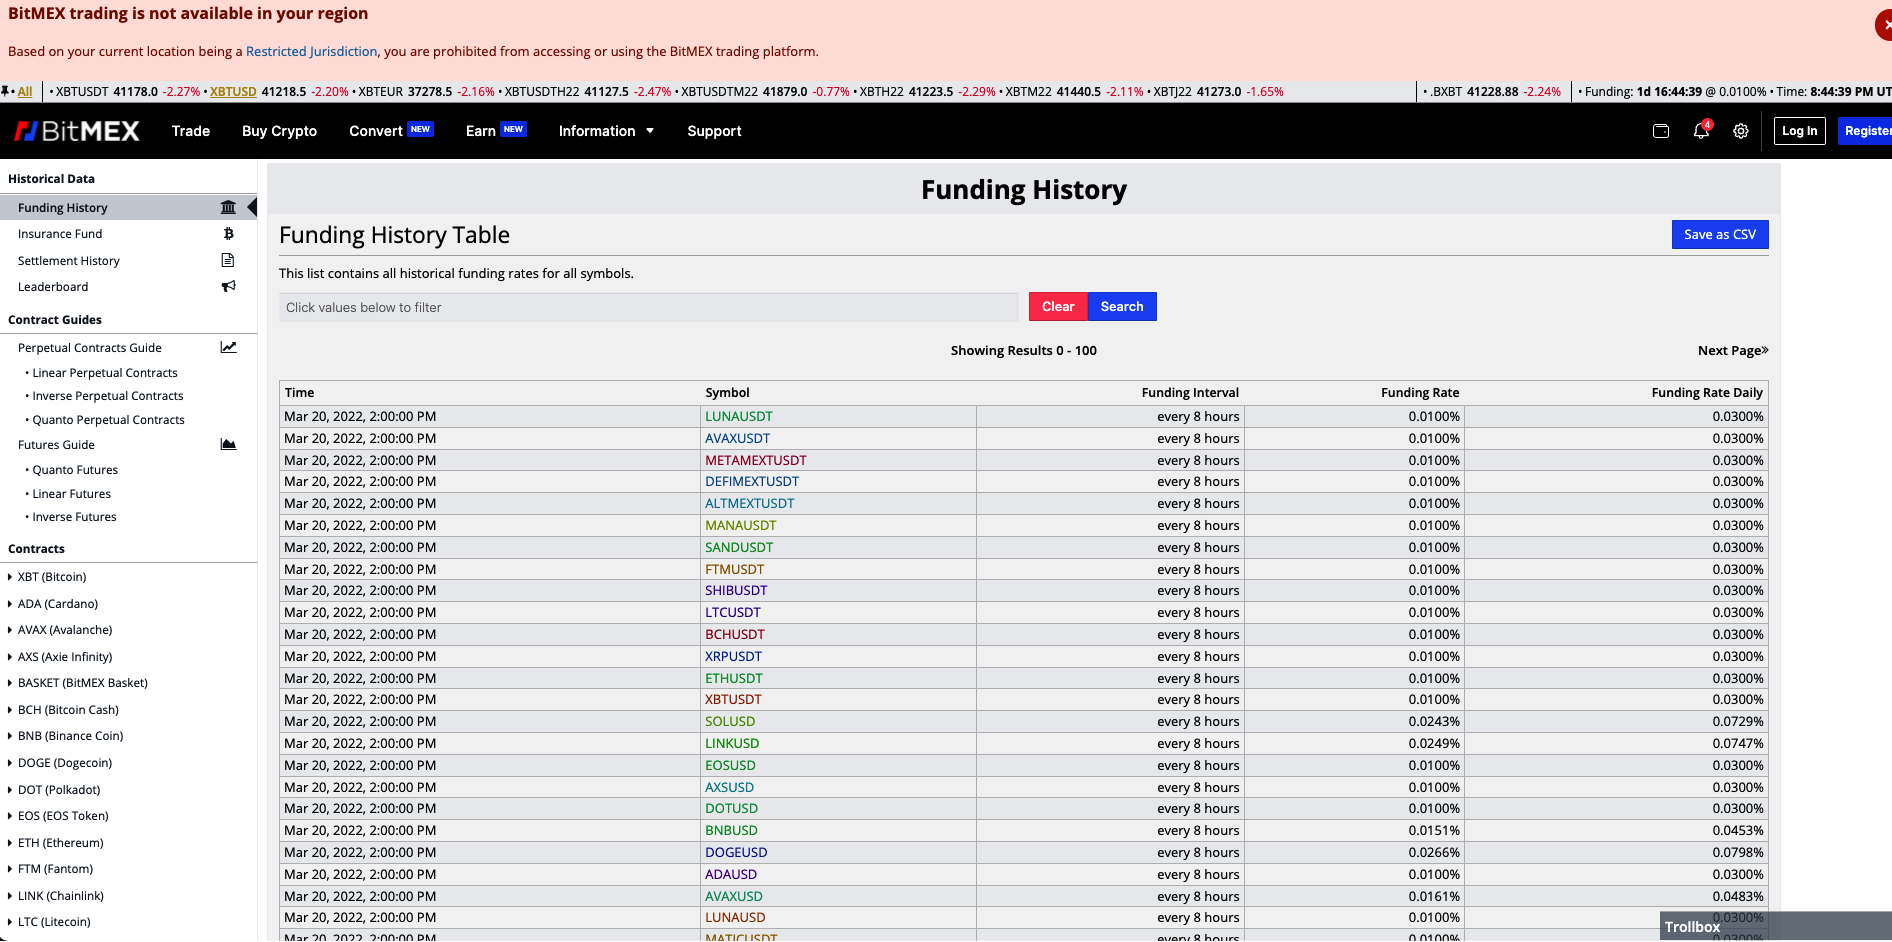 BitMEX trading is not available in your region
Based on your current location being a Restricted Jurisdiction, you are prohibited from accessing or using the BitMEX trading platform.
• All • XBTUSDT 41178.0 -2.27% • XBTUSD 41218.5 -2.20% • XBTEUR 37278.5 -2.16% • XBTUSDTH22 41127.5 -2.47% • XBTUSDTM22 41879.0 -0.77% • XBTH22 41223.5 -2.29% • XBTM22 41440.5 -2.11% • XBTJ22 41273.0 -1.65% • .BXBT 41228.88 -2.24% • Funding: 1d 16:44:39 @ 0.0100% • Time: 8:44:39 PM UT
BitMEX Trade Buy Crypto Convert NEW Earn NEW Information Support 4 Log In Register
Historical Data
Funding History
Insurance Fund
Settlement History
Leaderboard
Contract Guides
Perpetual Contracts Guide
• Linear Perpetual Contracts
• Inverse Perpetual Contracts
• Quanto Perpetual Contracts
Futures Guide
• Quanto Futures
• Linear Futures
• Inverse Futures
Contracts
XBT (Bitcoin)
ADA (Cardano)
AVAX (Avalanche)
AXS (Axie Infinity)
BASKET (BitMEX Basket)
BCH (Bitcoin Cash)
BNB (Binance Coin)
DOGE (Dogecoin)
DOT (Polkadot)
EOS (EOS Token)
ETH (Ethereum)
FTM (Fantom)
LINK (Chainlink)
LTC (Litecoin)
Funding History
Funding History Table
Save as CSV
This list contains all historical funding rates for all symbols.
Click values below to filter Clear Search
Showing Results 0 - 100 Next Page»
Time Symbol Funding Interval Funding Rate Funding Rate Daily
Mar 20, 2022, 2:00:00 PM LUNAUSDT every 8 hours 0.0100% 0.0300%
Mar 20, 2022, 2:00:00 PM AVAXUSDT every 8 hours 0.0100% 0.0300%
Mar 20, 2022, 2:00:00 PM METAMEXTUSDT every 8 hours 0.0100% 0.0300%
Mar 20, 2022, 2:00:00 PM DEFIMEXTUSDT every 8 hours 0.0100% 0.0300%
Mar 20, 2022, 2:00:00 PM ALTMEXTUSDT every 8 hours 0.0100% 0.0300%
Mar 20, 2022, 2:00:00 PM MANAUSDT every 8 hours 0.0100% 0.0300%
Mar 20, 2022, 2:00:00 PM SANDUSDT every 8 hours 0.0100% 0.0300%
Mar 20, 2022, 2:00:00 PM FTMUSDT every 8 hours 0.0100% 0.0300%
Mar 20, 2022, 2:00:00 PM SHIBUSDT every 8 hours 0.0100% 0.0300%
Mar 20, 2022, 2:00:00 PM LTCUSDT every 8 hours 0.0100% 0.0300%
Mar 20, 2022, 2:00:00 PM BCHUSDT every 8 hours 0.0100% 0.0300%
Mar 20, 2022, 2:00:00 PM XRPUSDT every 8 hours 0.0100% 0.0300%
Mar 20, 2022, 2:00:00 PM ETHUSDT every 8 hours 0.0100% 0.0300%
Mar 20, 2022, 2:00:00 PM XBTUSDT every 8 hours 0.0100% 0.0300%
Mar 20, 2022, 2:00:00 PM SOLUSD every 8 hours 0.0243% 0.0729%
Mar 20, 2022, 2:00:00 PM LINKUSD every 8 hours 0.0249% 0.0747%
Mar 20, 2022, 2:00:00 PM EOSUSD every 8 hours 0.0100% 0.0300%
Mar 20, 2022, 2:00:00 PM AXSUSD every 8 hours 0.0100% 0.0300%
Mar 20, 2022, 2:00:00 PM DOTUSD every 8 hours 0.0100% 0.0300%
Mar 20, 2022, 2:00:00 PM BNBUSD every 8 hours 0.0151% 0.0453%
Mar 20, 2022, 2:00:00 PM DOGEUSD every 8 hours 0.0266% 0.0798%
Mar 20, 2022, 2:00:00 PM ADAUSD every 8 hours 0.0100% 0.0300%
Mar 20, 2022, 2:00:00 PM AVAXUSD every 8 hours 0.0161% 0.0483%
Mar 20, 2022, 2:00:00 PM LUNAUSD every 8 hours 0.0100% 0.0300%
Mar 20, 2022, 2:00:00 PM MATICUSDT every 8 hours 0.0100% 0.0300%
Trollbox